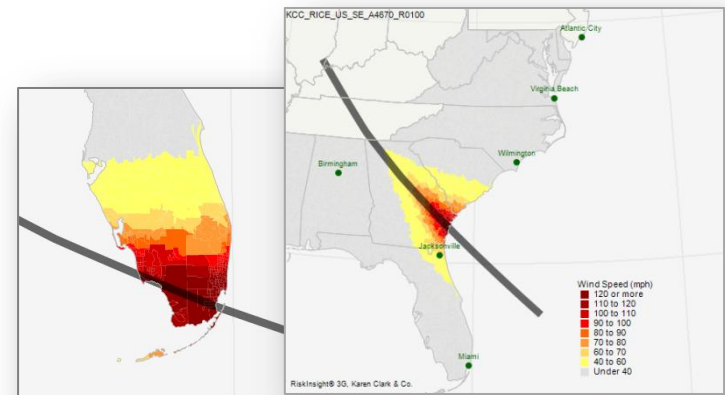 KCC_RICE_US_SE_A4670_R0100
Atlantic City
Virginia Beach
Wilmington
Birmingham
Jacksonville
Miami
Wind Speed (mph)
120 or more
110 to 120
100 to 110
90 to 100
80 to 90
70 to 80
60 to 70
40 to 60
Under 40
RiskInsight® 3G, Karen Clark & Co.